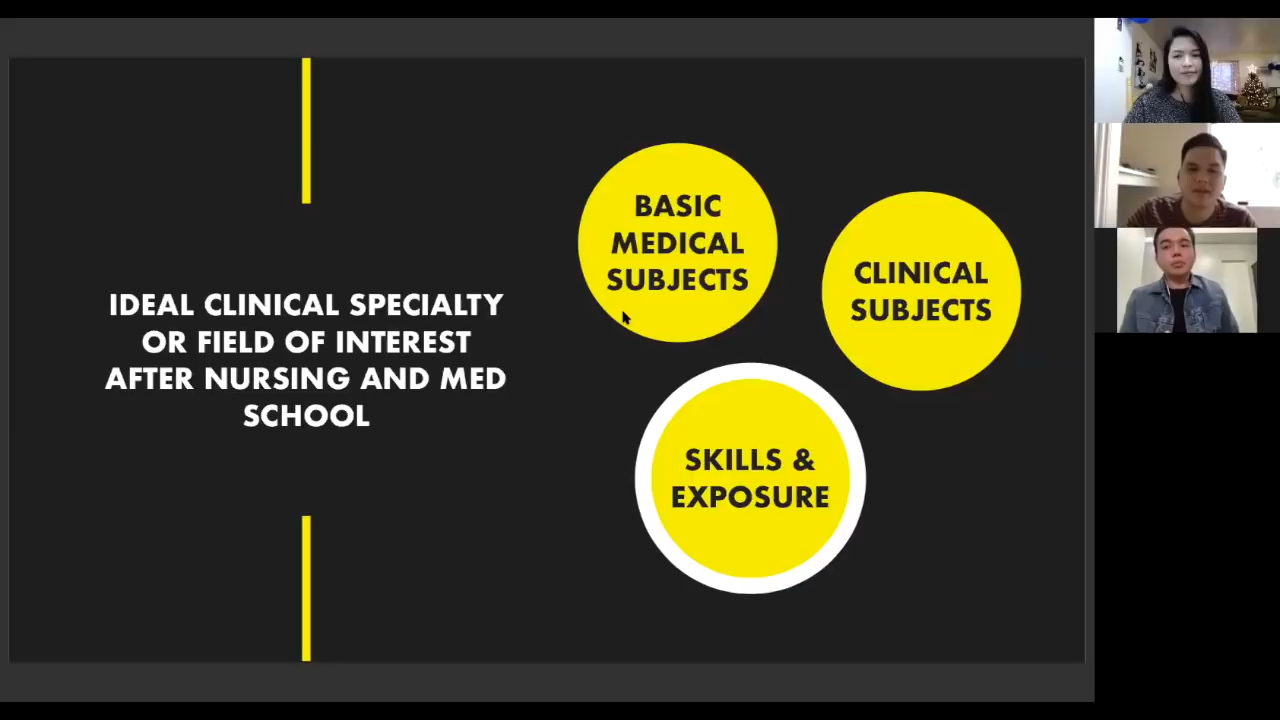 IDEAL CLINICAL SPECIALTY
OR FIELD OF INTEREST
AFTER NURSING AND MED
SCHOOL
BASIC
MEDICAL
SUBJECTS
CLINICAL
SUBJECTS
SKILLS &
EXPOSURE